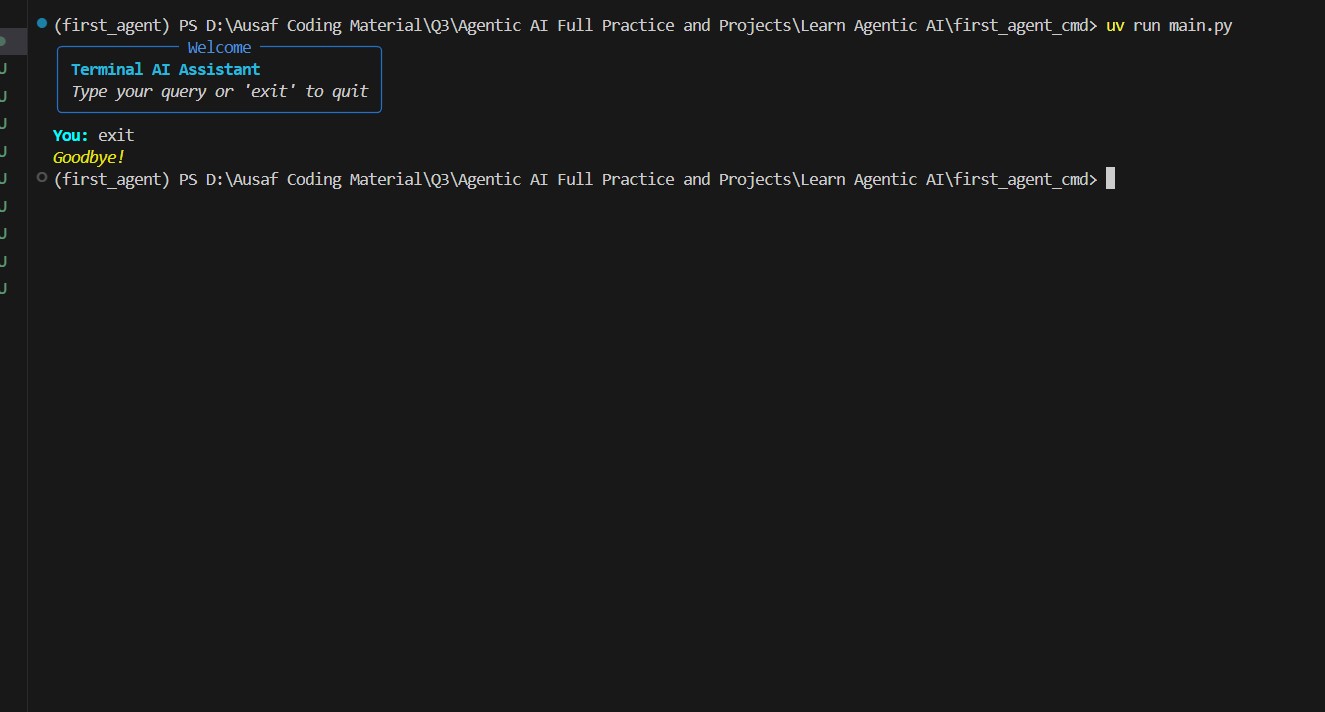 (first_agent) PS D:\Ausaf Coding Material\Q3\Agentic AI Full Practice and Projects\Learn Agentic AI\first_agent_cmd> uv run main.py
Welcome
Terminal AI Assistant
Type your query or 'exit' to quit
You: exit
Goodbye!
(first_agent) PS D:\Ausaf Coding Material\Q3\Agentic AI Full Practice and Projects\Learn Agentic AI\first_agent_cmd>
U
U
U
U
U
U
U
U
U